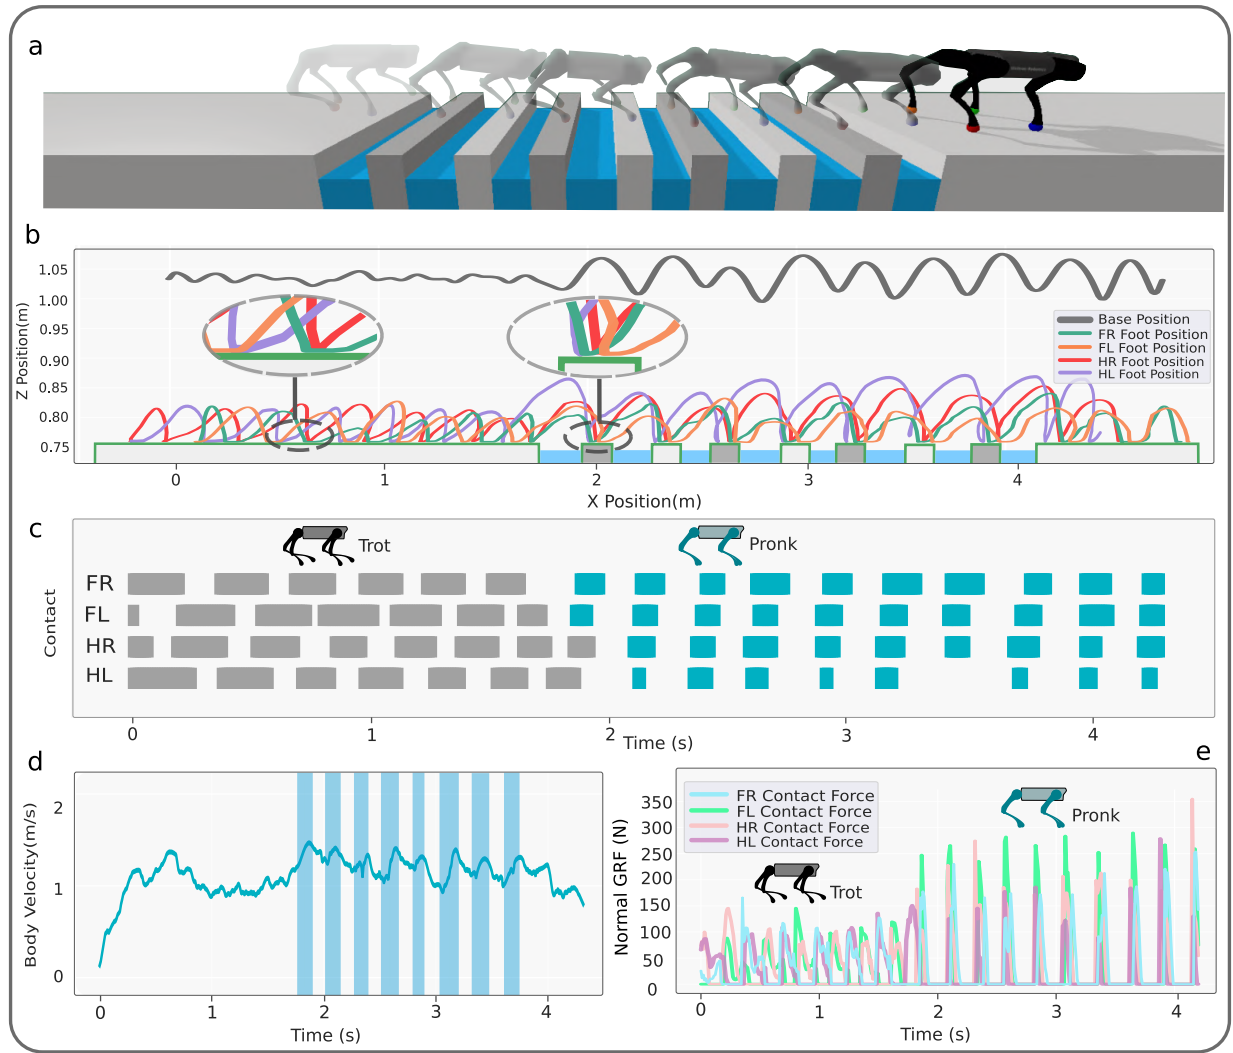 a
b
Z Position(m)
1.05
1.00
0.95
0.90
0.85
0.80
0.75
Base Position
FR Foot Position
FL Foot Position
HR Foot Position
HL Foot Position
0 1 2 3 4
X Position(m)
c
Contact
Trot
Pronk
FR
FL
HR
HL
0 1 2 3 4
Time (s)
d
Body Velocity(m/s)
2
1
0
0 1 2 3 4
Time (s)
e
Normal GRF (N)
350
300
250
200
150
100
50
0
FR Contact Force
FL Contact Force
HR Contact Force
HL Contact Force
Pronk
Trot
0 1 2 3 4
Time (s)